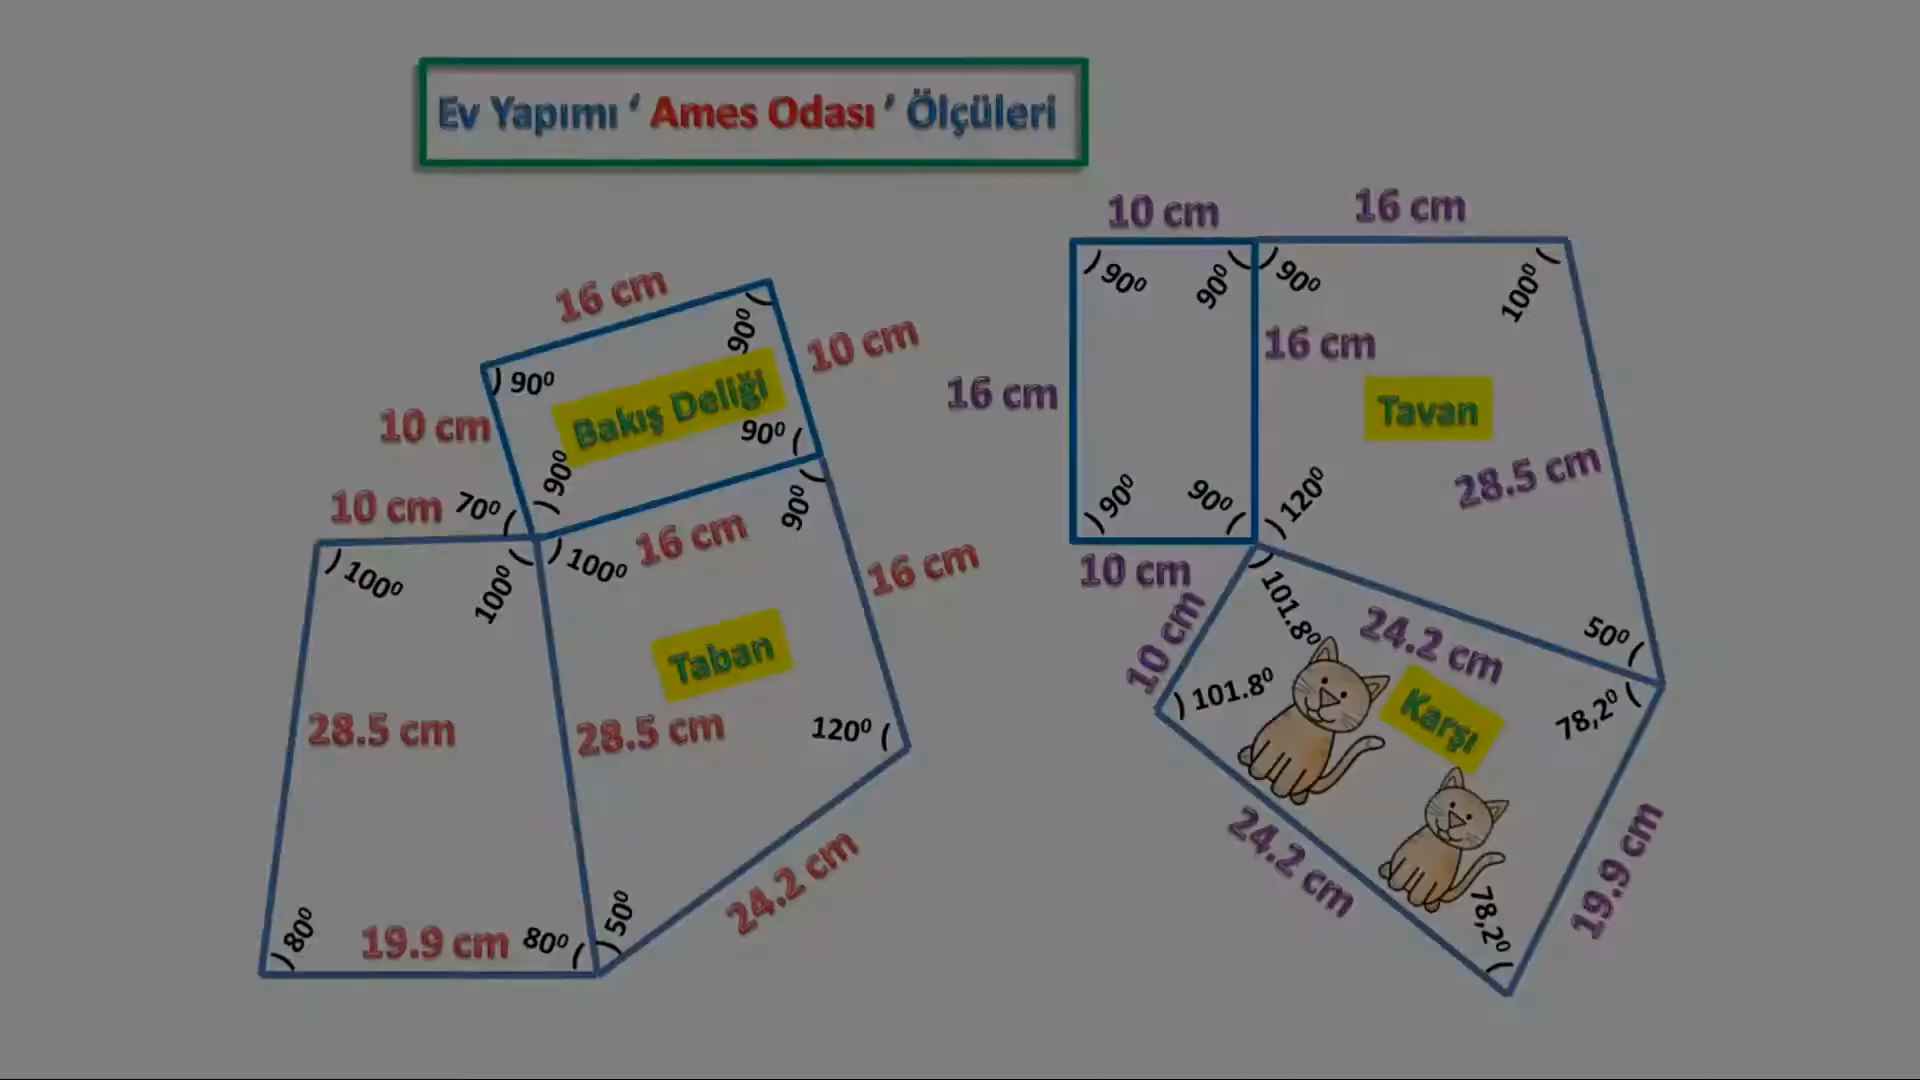 Ev Yapımı ‘ Ames Odası ’ Ölçüleri
16 cm
90⁰
10 cm
90⁰
Bakış Deliği
10 cm
90⁰
90⁰
10 cm
70⁰
90⁰
16 cm
100⁰
100⁰
100⁰
16 cm
Taban
28.5 cm
28.5 cm
120⁰
24.2 cm
50⁰
80⁰
19.9 cm
80⁰
10 cm
16 cm
90⁰
90⁰
90⁰
100⁰
16 cm
16 cm
Tavan
28.5 cm
90⁰
90⁰
120⁰
10 cm
50⁰
10 cm
101.8⁰
24.2 cm
101.8⁰
Karşı
78,2⁰
24.2 cm
19.9 cm
78,2⁰